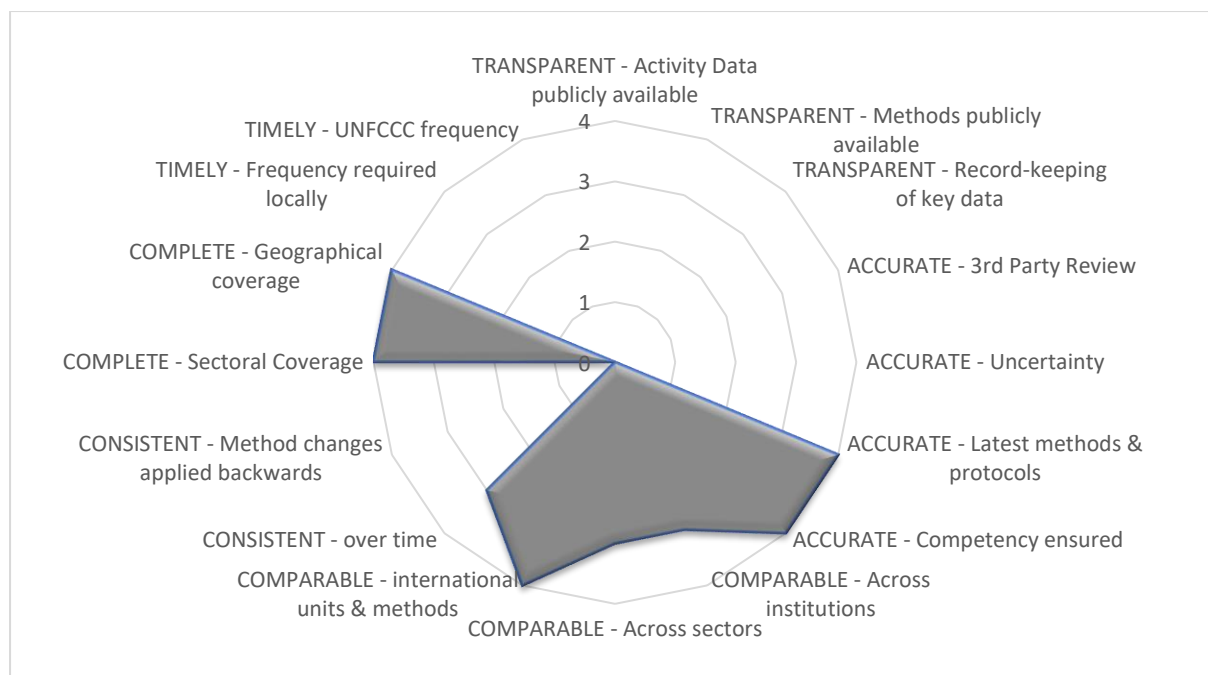 TRANSPARENT - Activity Data
publicly available
TRANSPARENT - Methods publicly
available
TRANSPARENT - Record-keeping
of key data
ACCURATE - 3rd Party Review
ACCURATE - Uncertainty
ACCURATE - Latest methods &
protocols
ACCURATE - Competency ensured
COMPARABLE - Across
institutions
COMPARABLE - Across sectors
COMPARABLE - international
units & methods
CONSISTENT - over time
CONSISTENT - Method changes
applied backwards
COMPLETE - Sectoral Coverage
COMPLETE - Geographical
coverage
TIMELY - Frequency required
locally
TIMELY - UNFCCC frequency
4
3
2
1
0